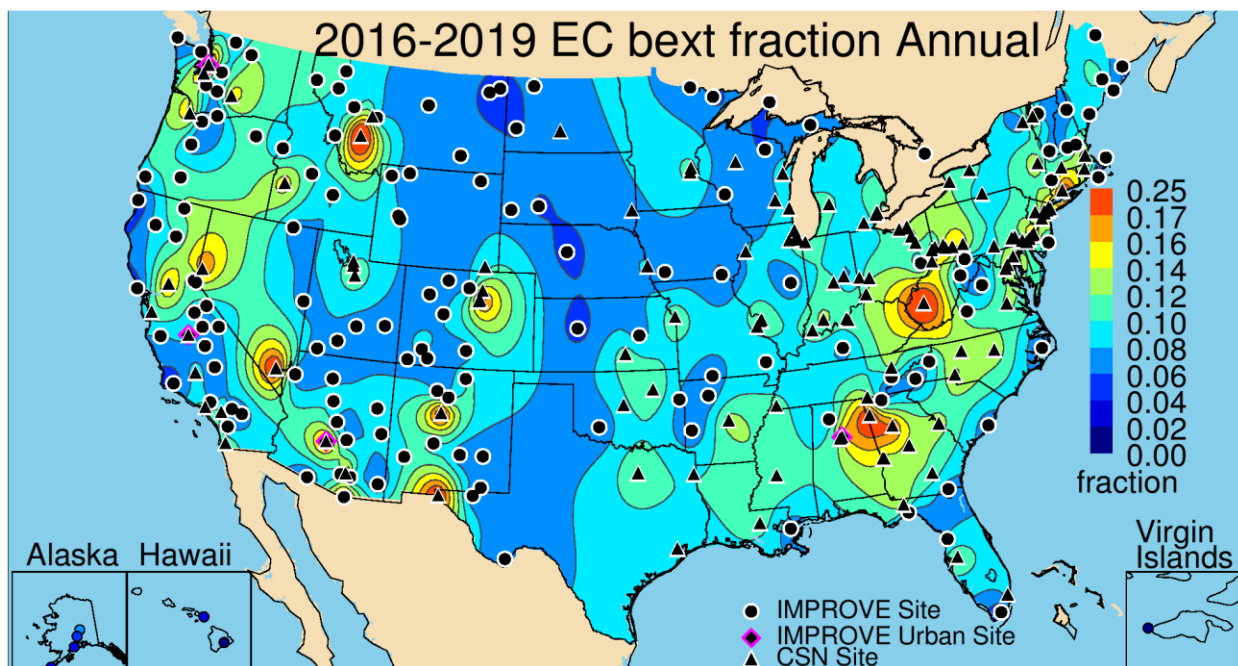 2016-2019 EC bext fraction Annual
0.25
0.17
0.16
0.14
0.12
0.10
0.08
0.06
0.04
0.02
0.00
fraction
Alaska
Hawaii
Virgin
Islands
IMPROVE Site
IMPROVE Urban Site
CSN Site